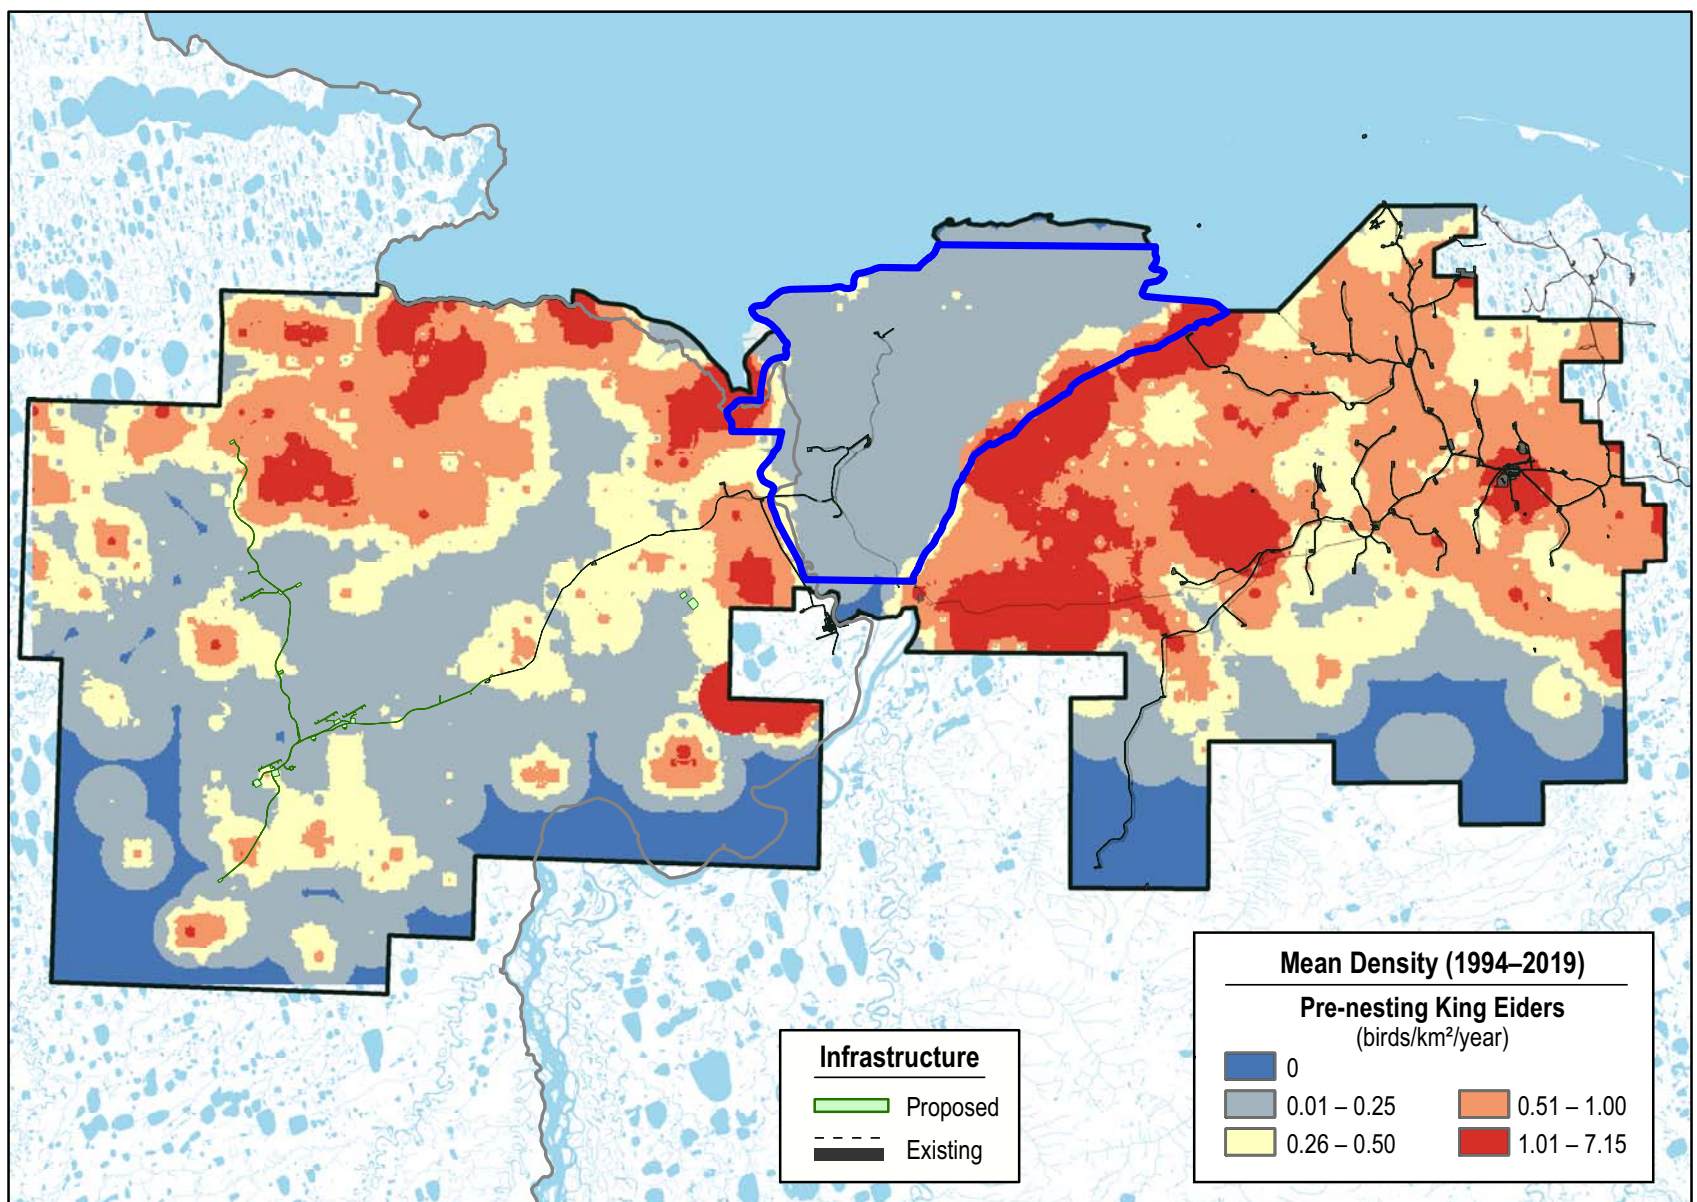 Mean Density (1994–2019)
Pre-nesting King Eiders
(birds/km²/year)
0
0.01 – 0.25
0.51 – 1.00
0.26 – 0.50
1.01 – 7.15
Infrastructure
Proposed
Existing